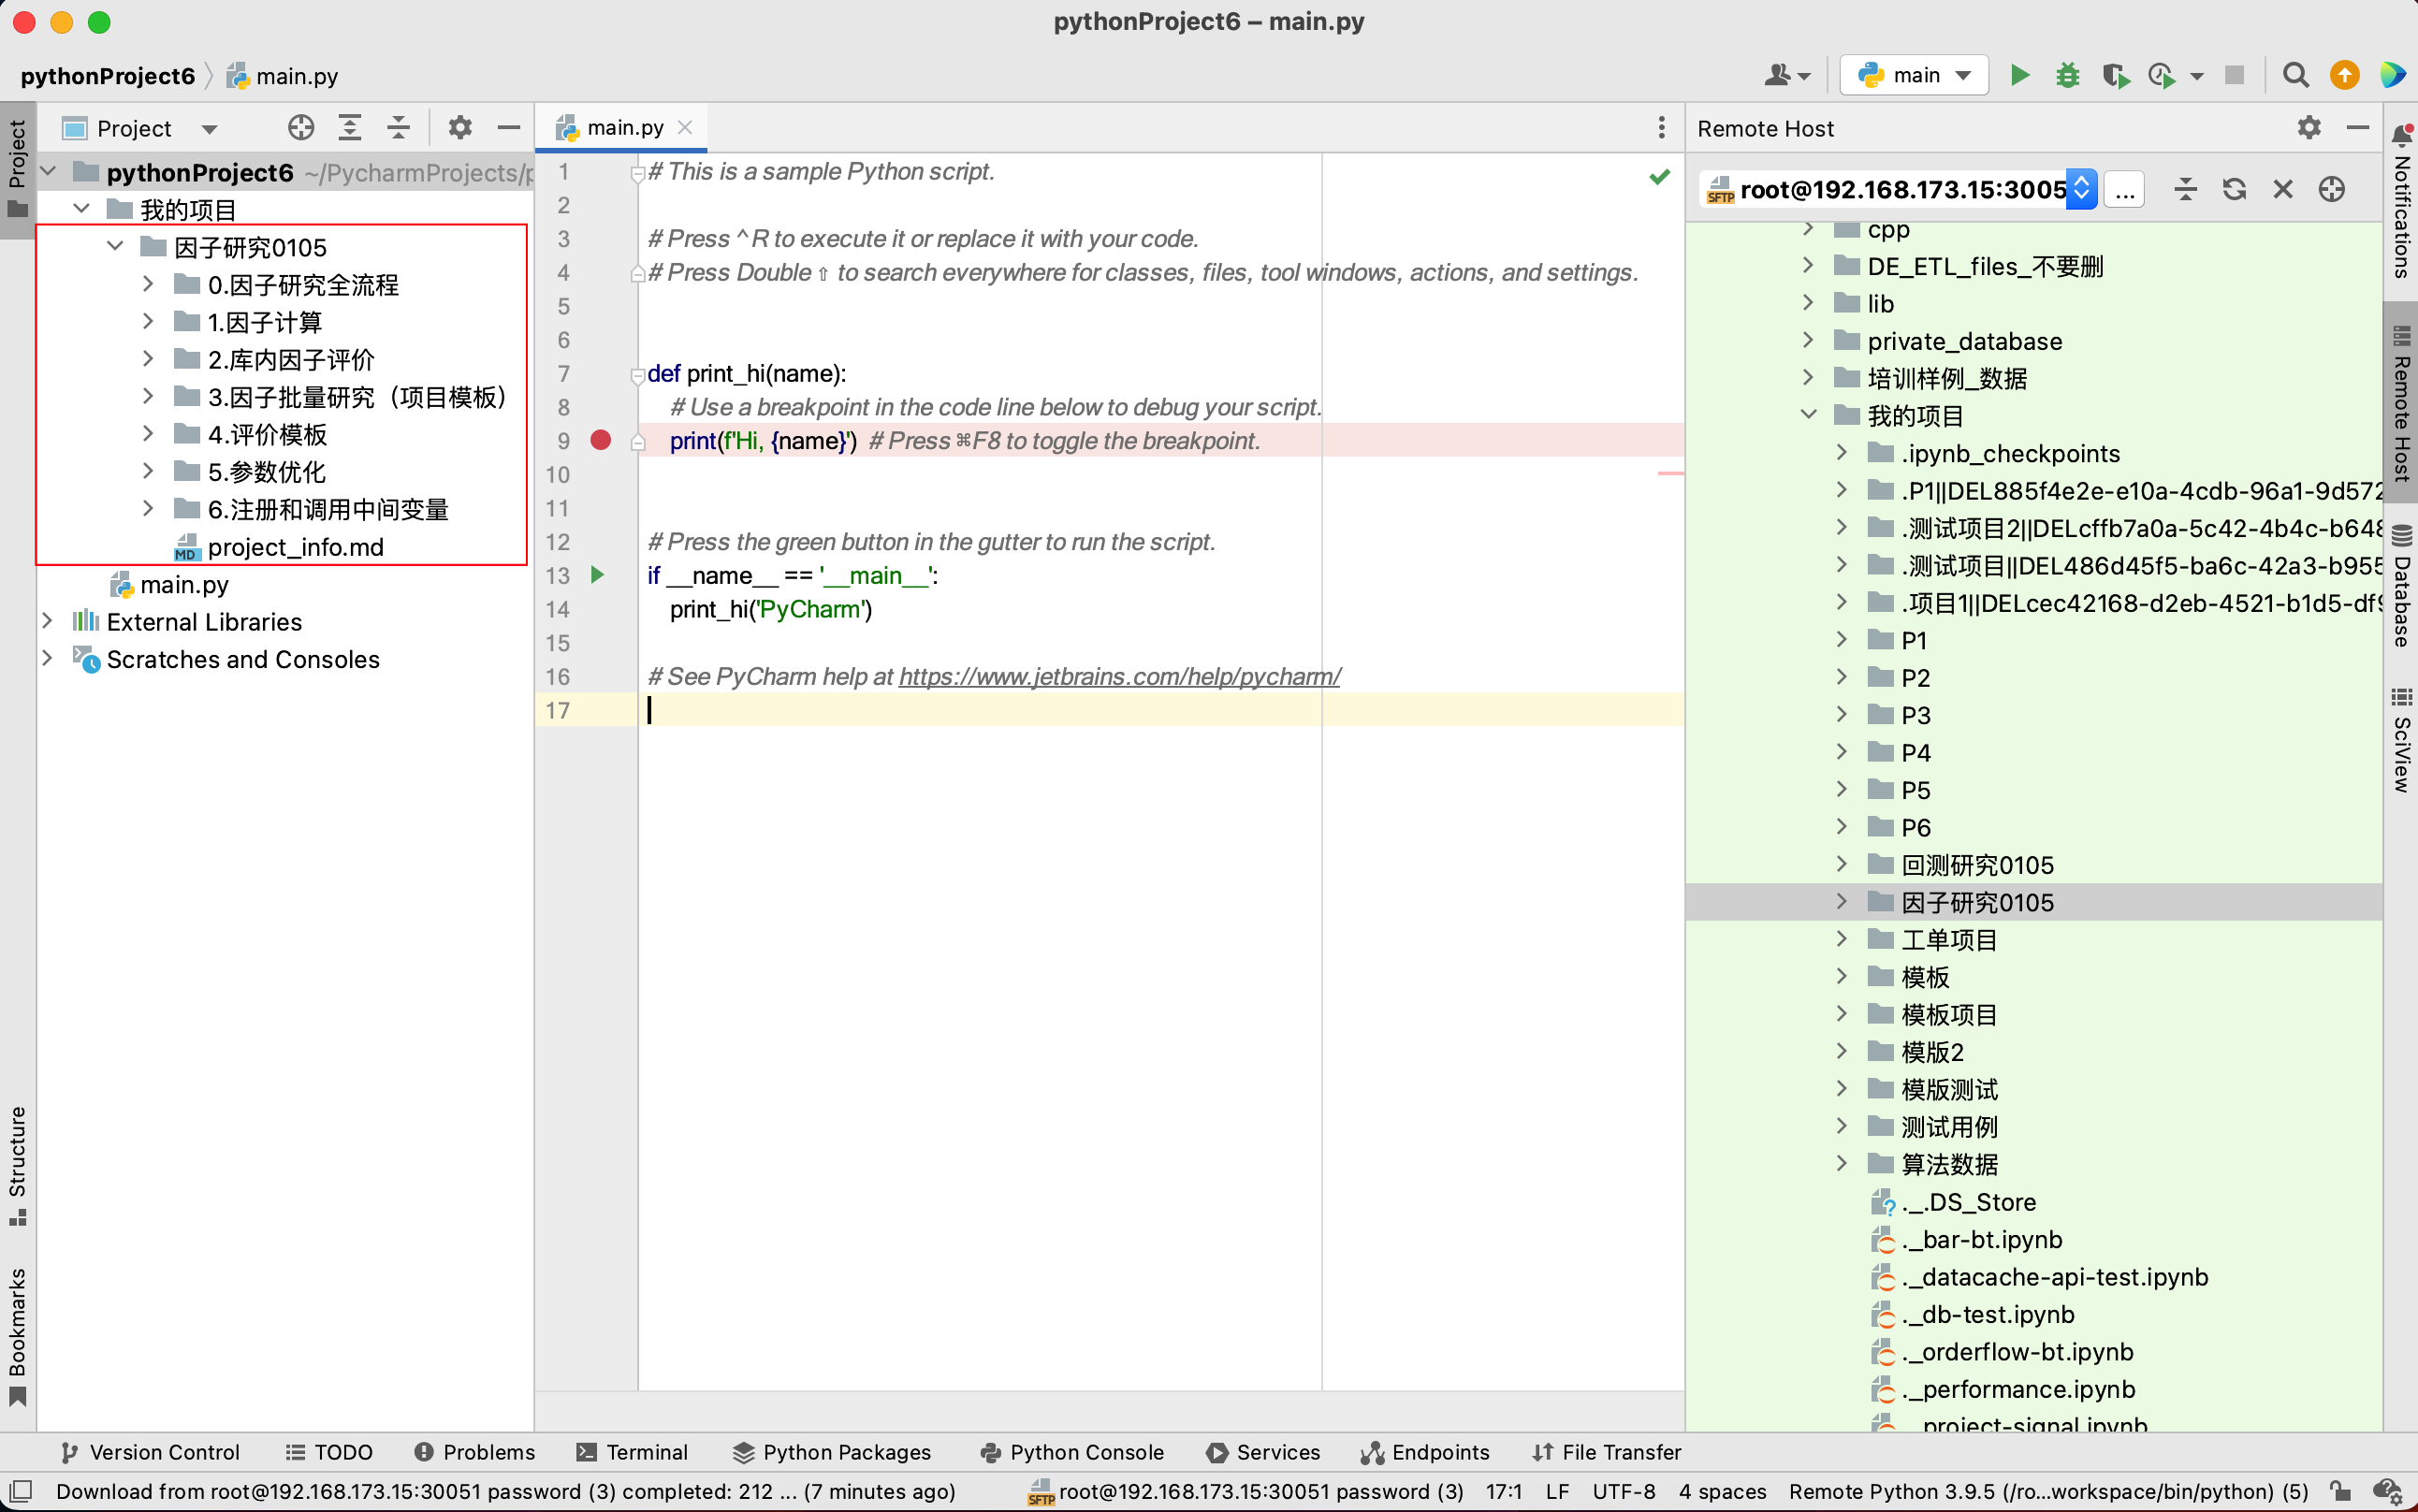 pythonProject6 – main.py
pythonProject6
main.py
main
Project
Project
main.py
Remote Host
pythonProject6 ~/PycharmProjects/p
我的项目
因子研究0105
0.因子研究全流程
1.因子计算
2.库内因子评价
3.因子批量研究（项目模板）
4.评价模板
5.参数优化
6.注册和调用中间变量
MD project_info.md
main.py
External Libraries
Scratches and Consoles
Structure
Bookmarks
1 # This is a sample Python script.
2
3 # Press ^R to execute it or replace it with your code.
4 # Press Double ⇧ to search everywhere for classes, files, tool windows, actions, and settings.
5
6
7 def print_hi(name):
8 # Use a breakpoint in the code line below to debug your script.
9 print(f'Hi, {name}') # Press ⌘F8 to toggle the breakpoint.
10
11
12 # Press the green button in the gutter to run the script.
13 if __name__ == '__main__':
14 print_hi('PyCharm')
15
16 # See PyCharm help at https://www.jetbrains.com/help/pycharm/
17
SFTP root@192.168.173.15:3005 ...
cpp
DE_ETL_files_不要删
lib
private_database
培训样例_数据
我的项目
.ipynb_checkpoints
.P1||DEL885f4e2e-e10a-4cdb-96a1-9d572
.测试项目2||DELcffb7a0a-5c42-4b4c-b648
.测试项目||DEL486d45f5-ba6c-42a3-b955
.项目1||DELcec42168-d2eb-4521-b1d5-df9
P1
P2
P3
P4
P5
P6
回测研究0105
因子研究0105
工单项目
模板
模板项目
模版2
模版测试
测试用例
算法数据
._.DS_Store
._bar-bt.ipynb
._datacache-api-test.ipynb
._db-test.ipynb
._orderflow-bt.ipynb
._performance.ipynb
._project-signal.ipynb
Notifications
Remote Host
Database
SciView
Version Control TODO Problems Terminal Python Packages Python Console Services Endpoints File Transfer
Download from root@192.168.173.15:30051 password (3) completed: 212 ... (7 minutes ago) SFTP root@192.168.173.15:30051 password (3) 17:1 LF UTF-8 4 spaces Remote Python 3.9.5 (/ro...workspace/bin/python) (5)